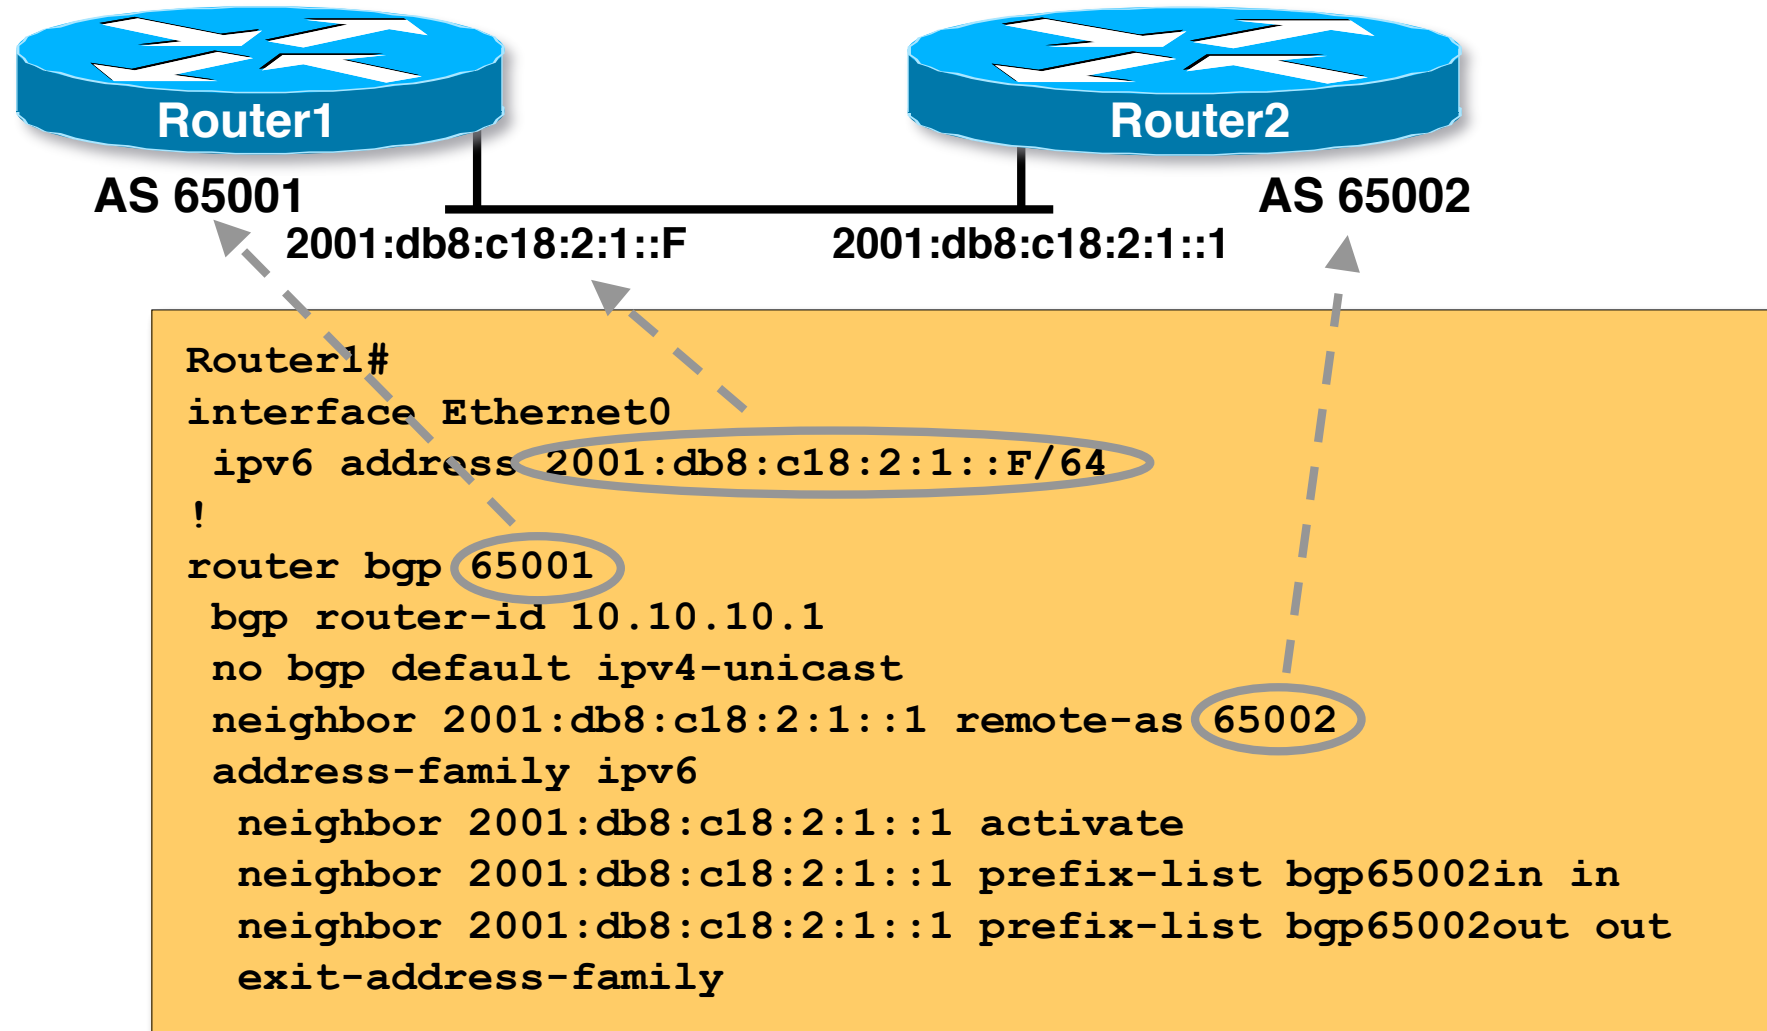 Router1
Router2
AS 65001
AS 65002
2001:db8:c18:2:1::F
2001:db8:c18:2:1::1
Router1#
interface Ethernet0
ipv6 address 2001:db8:c18:2:1::F/64
!
router bgp 65001
bgp router-id 10.10.10.1
no bgp default ipv4-unicast
neighbor 2001:db8:c18:2:1::1 remote-as 65002
address-family ipv6
neighbor 2001:db8:c18:2:1::1 activate
neighbor 2001:db8:c18:2:1::1 prefix-list bgp65002in in
neighbor 2001:db8:c18:2:1::1 prefix-list bgp65002out out
exit-address-family